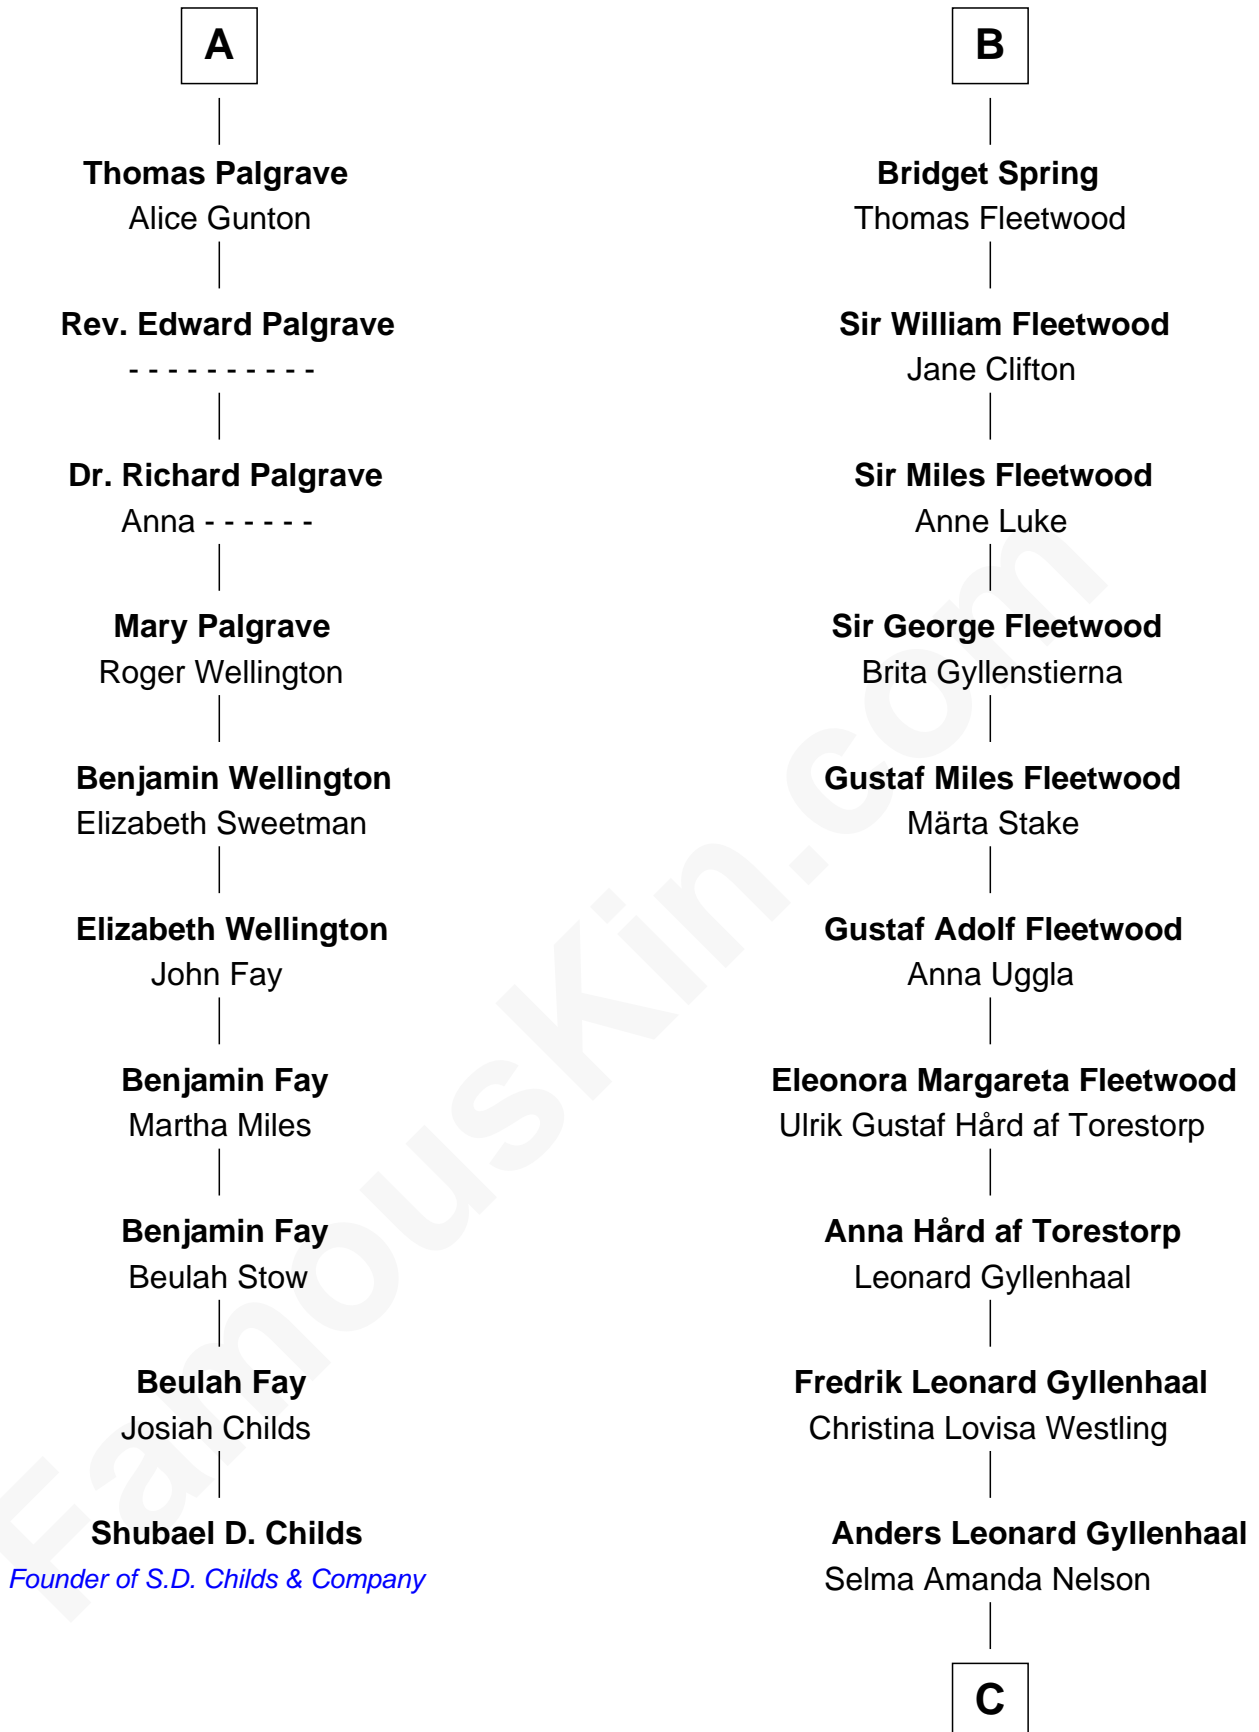 A
Thomas Palgrave
Alice Gunton
Rev. Edward Palgrave
- - - - - - - - - -
Dr. Richard Palgrave
Anna - - - - - -
Mary Palgrave
Roger Wellington
Benjamin Wellington
Elizabeth Sweetman
Elizabeth Wellington
John Fay
Benjamin Fay
Martha Miles
Benjamin Fay
Beulah Stow
Beulah Fay
Josiah Childs
Shubael D. Childs
Founder of S.D. Childs & Company
B
Bridget Spring
Thomas Fleetwood
Sir William Fleetwood
Jane Clifton
Sir Miles Fleetwood
Anne Luke
Sir George Fleetwood
Brita Gyllenstierna
Gustaf Miles Fleetwood
Märta Stake
Gustaf Adolf Fleetwood
Anna Uggla
Eleonora Margareta Fleetwood
Ulrik Gustaf Hård af Torestorp
Anna Hård af Torestorp
Leonard Gyllenhaal
Fredrik Leonard Gyllenhaal
Christina Lovisa Westling
Anders Leonard Gyllenhaal
Selma Amanda Nelson
C
FamousKin.com